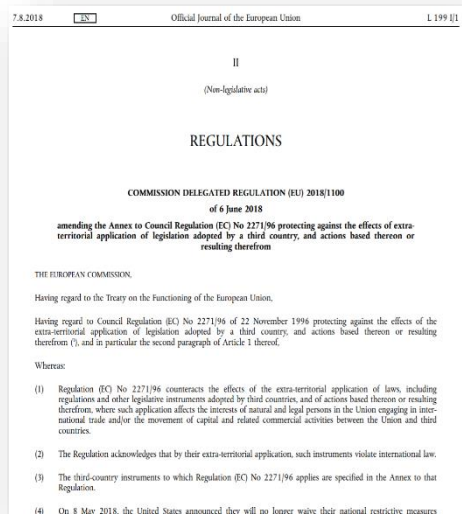 7.8.2018 EN Official Journal of the European Union L 199 I/1
II
(Non-legislative acts)
REGULATIONS
COMMISSION DELEGATED REGULATION (EU) 2018/1100
of 6 June 2018
amending the Annex to Council Regulation (EC) No 2271/96 protecting against the effects of extra-
territorial application of legislation adopted by a third country, and actions based thereon or
resulting therefrom
THE EUROPEAN COMMISSION,
Having regard to the Treaty on the Functioning of the European Union,
Having regard to Council Regulation (EC) No 2271/96 of 22 November 1996 protecting against the effects of the
extra-territorial application of legislation adopted by a third country, and actions based thereon or resulting
therefrom (¹), and in particular the second paragraph of Article 1 thereof,
Whereas:
(1) Regulation (EC) No 2271/96 counteracts the effects of the extra-territorial application of laws, including
regulations and other legislative instruments adopted by third countries, and of actions based thereon or resulting
therefrom, where such application affects the interests of natural and legal persons in the Union engaging in inter-
national trade and/or the movement of capital and related commercial activities between the Union and third
countries.
(2) The Regulation acknowledges that by their extra-territorial application, such instruments violate international law.
(3) The third-country instruments to which Regulation (EC) No 2271/96 applies are specified in the Annex to that
Regulation.
(4) On 8 May 2018, the United States announced they will no longer waive their national restrictive measures